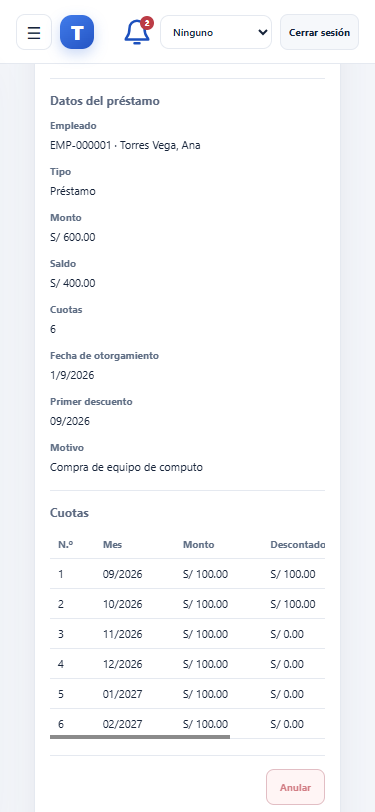 ☰ T 2 Ninguno Cerrar sesión
Datos del préstamo
Empleado
EMP-000001 · Torres Vega, Ana
Tipo
Préstamo
Monto
S/ 600.00
Saldo
S/ 400.00
Cuotas
6
Fecha de otorgamiento
1/9/2026
Primer descuento
09/2026
Motivo
Compra de equipo de computo
Cuotas
N.º Mes Monto Descontado
1 09/2026 S/ 100.00 S/ 100.00
2 10/2026 S/ 100.00 S/ 100.00
3 11/2026 S/ 100.00 S/ 0.00
4 12/2026 S/ 100.00 S/ 0.00
5 01/2027 S/ 100.00 S/ 0.00
6 02/2027 S/ 100.00 S/ 0.00
Anular